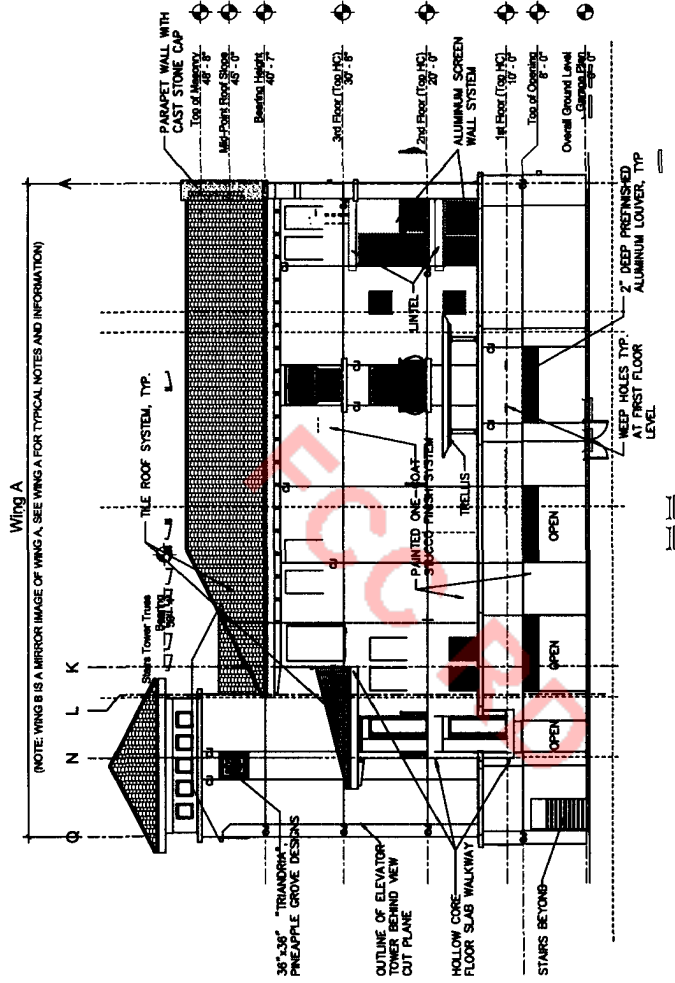 Wing A
(NOTE: WING B IS A MIRROR IMAGE OF WING A, SEE WING A FOR TYPICAL NOTES AND INFORMATION)
Q
N
L
K
PARAPET WALL WITH
CAST STONE CAP
Top of Masonry
48' - 8"
Mid-Point Roof Slope
45' - 0"
Bearing Height
40' - 7"
3rd Floor (Top HC)
30' - 8"
2nd Floor (Top HC)
20' - 0"
ALUMINUM SCREEN
WALL SYSTEM
1st Floor (Top HC)
10' - 0"
Top of Opening
8' - 0"
Overall Ground Level
Garage Plan
0' - 0"
Stairs Tower Truss
Bearing
TILE ROOF SYSTEM, TYP.
LINTEL
PAINTED ONE-COAT
STUCCO FINISH SYSTEM
TRELLIS
2" DEEP PREFINISHED
ALUMINUM LOUVER, TYP
WEEP HOLES TYP.
AT FIRST FLOOR
LEVEL
OPEN
OPEN
OPEN
36"x36" "TRIANDRIA"
PINEAPPLE GROVE DESIGNS
OUTLINE OF ELEVATOR
TOWER BEHIND VIEW
CUT PLANE
HOLLOW CORE
FLOOR SLAB WALKWAY
STAIRS BEYOND
FCC RD